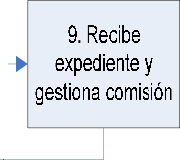 9. Recibe
expediente y
gestiona comisión